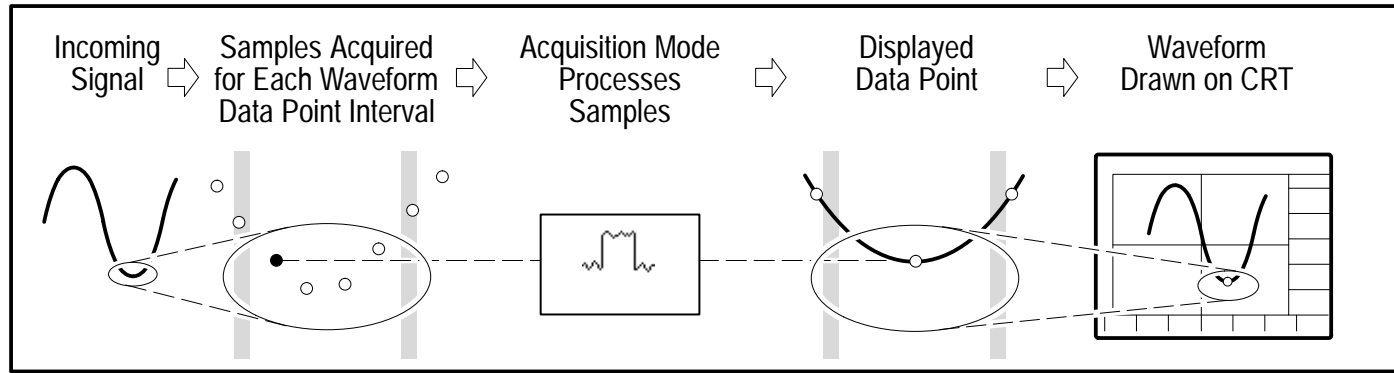 Incoming
Signal
Samples Acquired
for Each Waveform
Data Point Interval
Acquisition Mode
Processes
Samples
Displayed
Data Point
Waveform
Drawn on CRT